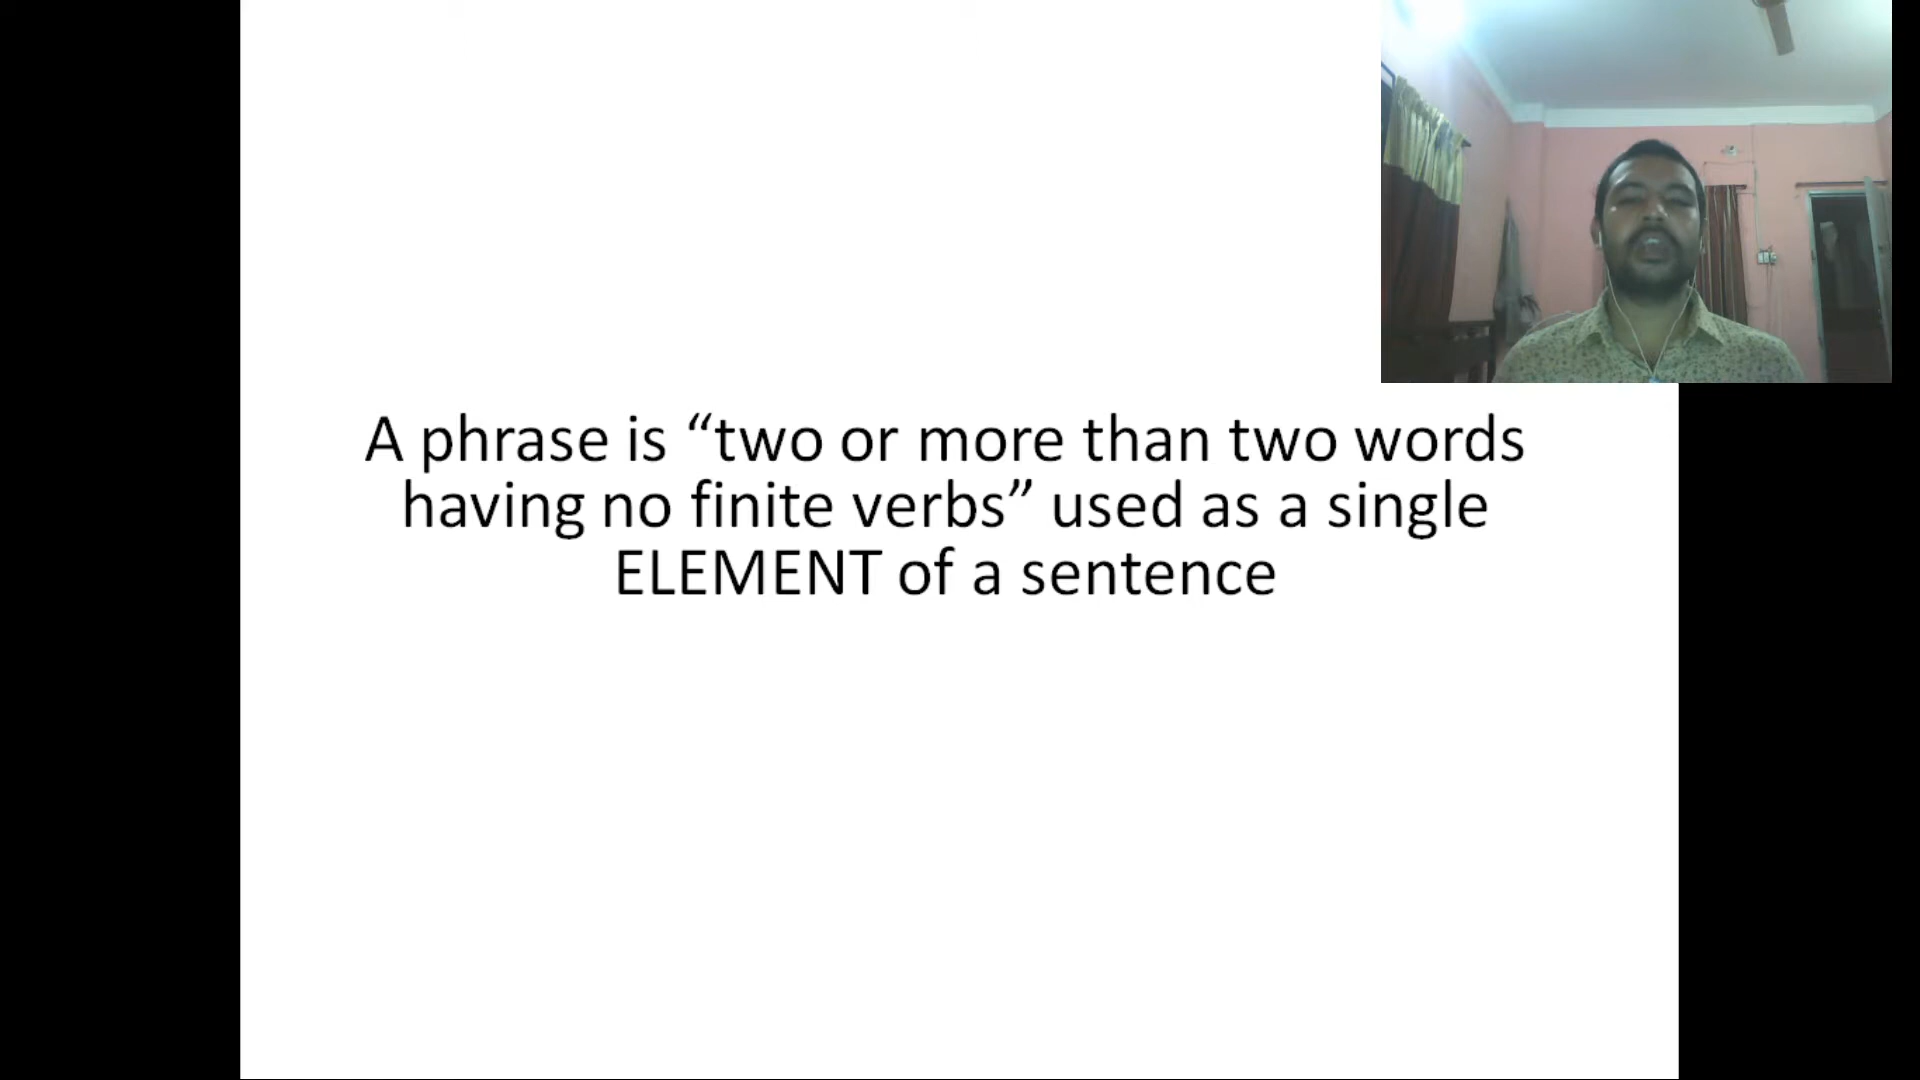 A phrase is “two or more than two words
having no finite verbs” used as a single
ELEMENT of a sentence